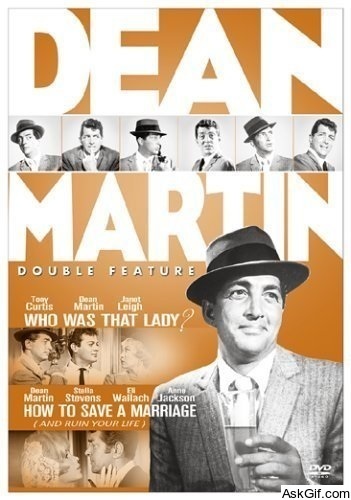 DEAN
MARTIN
DOUBLE FEATURE
Tony Curtis Dean Martin Janet Leigh
WHO WAS THAT LADY?
Dean Martin Stella Stevens Eli Wallach Anne Jackson
HOW TO SAVE A MARRIAGE
(AND RUIN YOUR LIFE)
DVD
VIDEO
AskGif.com